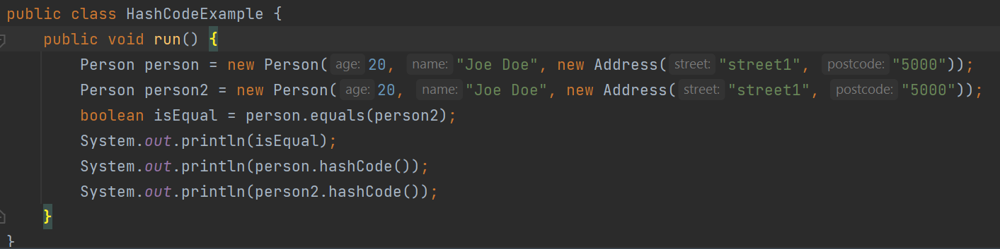 public class HashCodeExample {
public void run() {
Person person = new Person( age: 20, name: "Joe Doe", new Address( street: "street1", postcode: "5000"));
Person person2 = new Person( age: 20, name: "Joe Doe", new Address( street: "street1", postcode: "5000"));
boolean isEqual = person.equals(person2);
System.out.println(isEqual);
System.out.println(person.hashCode());
System.out.println(person2.hashCode());
}
}